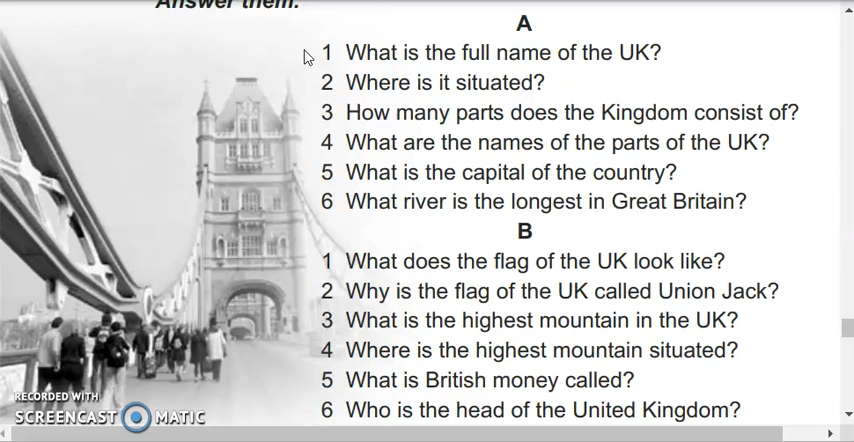 Answer them.
A
1 What is the full name of the UK?
2 Where is it situated?
3 How many parts does the Kingdom consist of?
4 What are the names of the parts of the UK?
5 What is the capital of the country?
6 What river is the longest in Great Britain?
B
1 What does the flag of the UK look like?
2 Why is the flag of the UK called Union Jack?
3 What is the highest mountain in the UK?
4 Where is the highest mountain situated?
5 What is British money called?
6 Who is the head of the United Kingdom?
RECORDED WITH
SCREENCAST MATIC